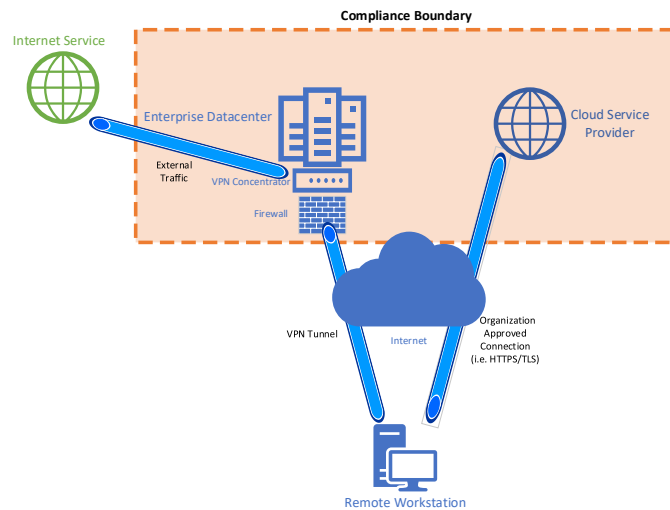 Compliance Boundary
Internet Service
Enterprise Datacenter
Cloud Service
Provider
External
Traffic
VPN Concentrator
Firewall
VPN Tunnel
Internet
Organization
Approved
Connection
(i.e. HTTPS/TLS)
Remote Workstation